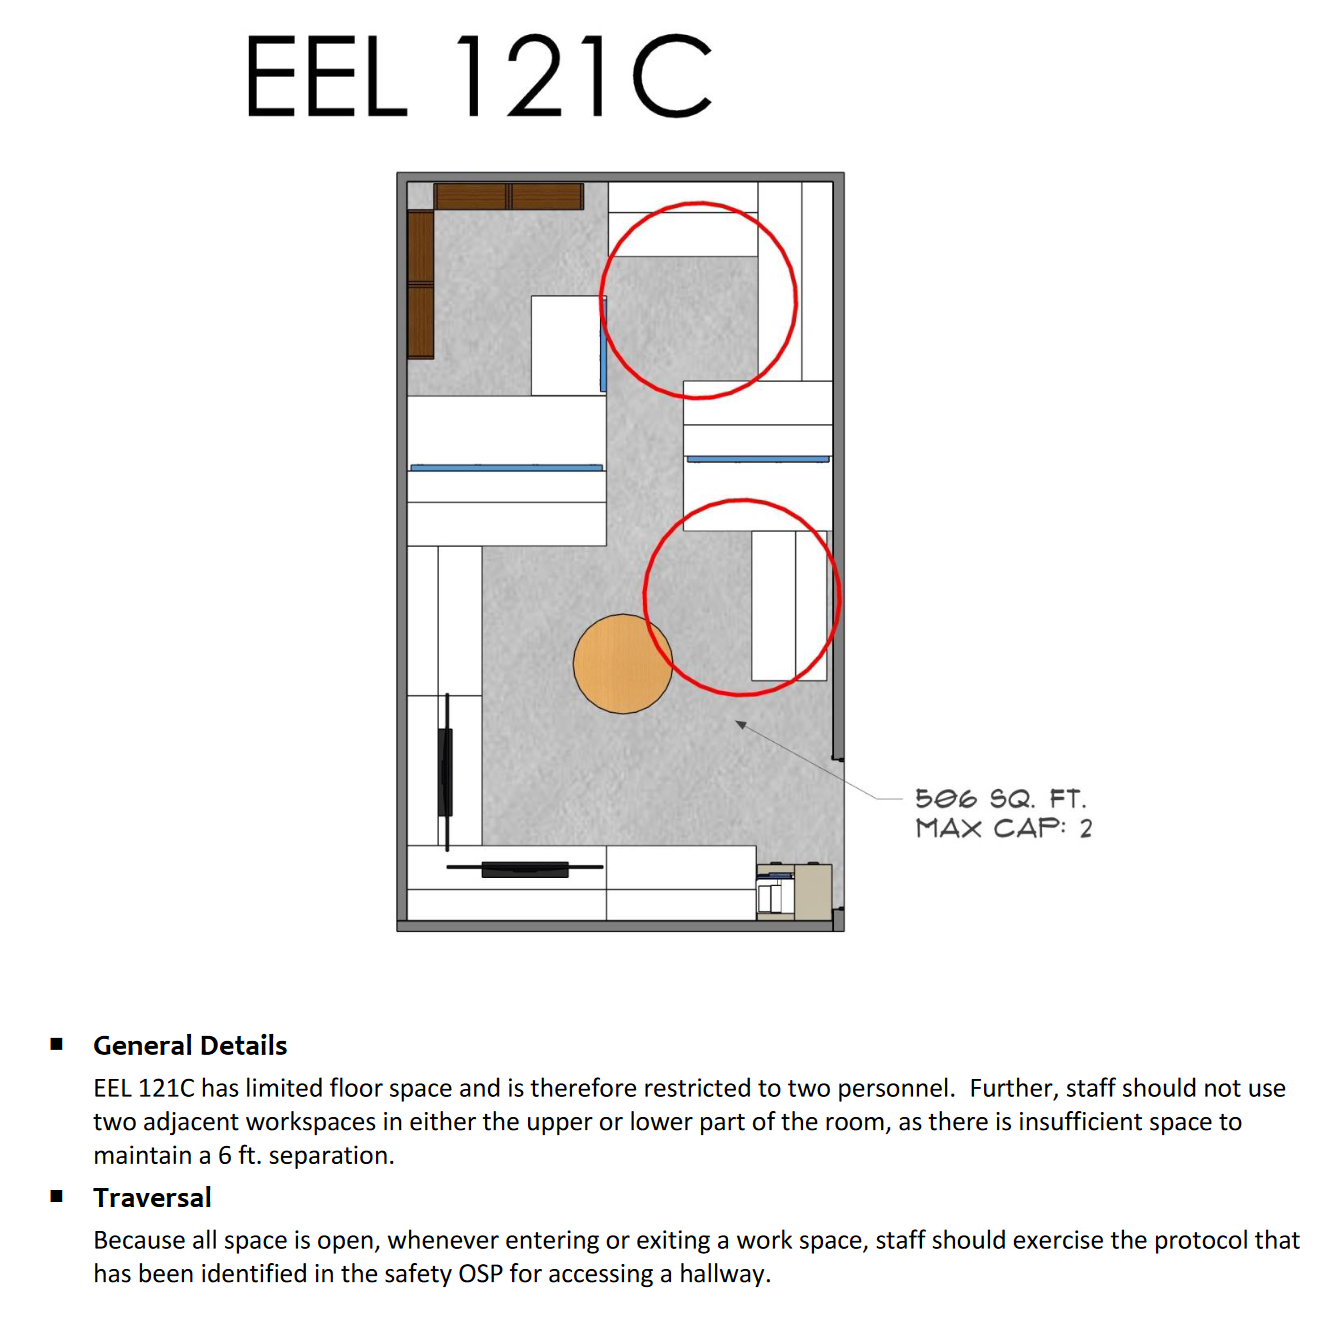 EEL 121C
506 SQ. FT.
MAX CAP: 2
▪ General Details
EEL 121C has limited floor space and is therefore restricted to two personnel.  Further, staff should not use
two adjacent workspaces in either the upper or lower part of the room, as there is insufficient space to
maintain a 6 ft. separation.
▪ Traversal
Because all space is open, whenever entering or exiting a work space, staff should exercise the protocol that
has been identified in the safety OSP for accessing a hallway.